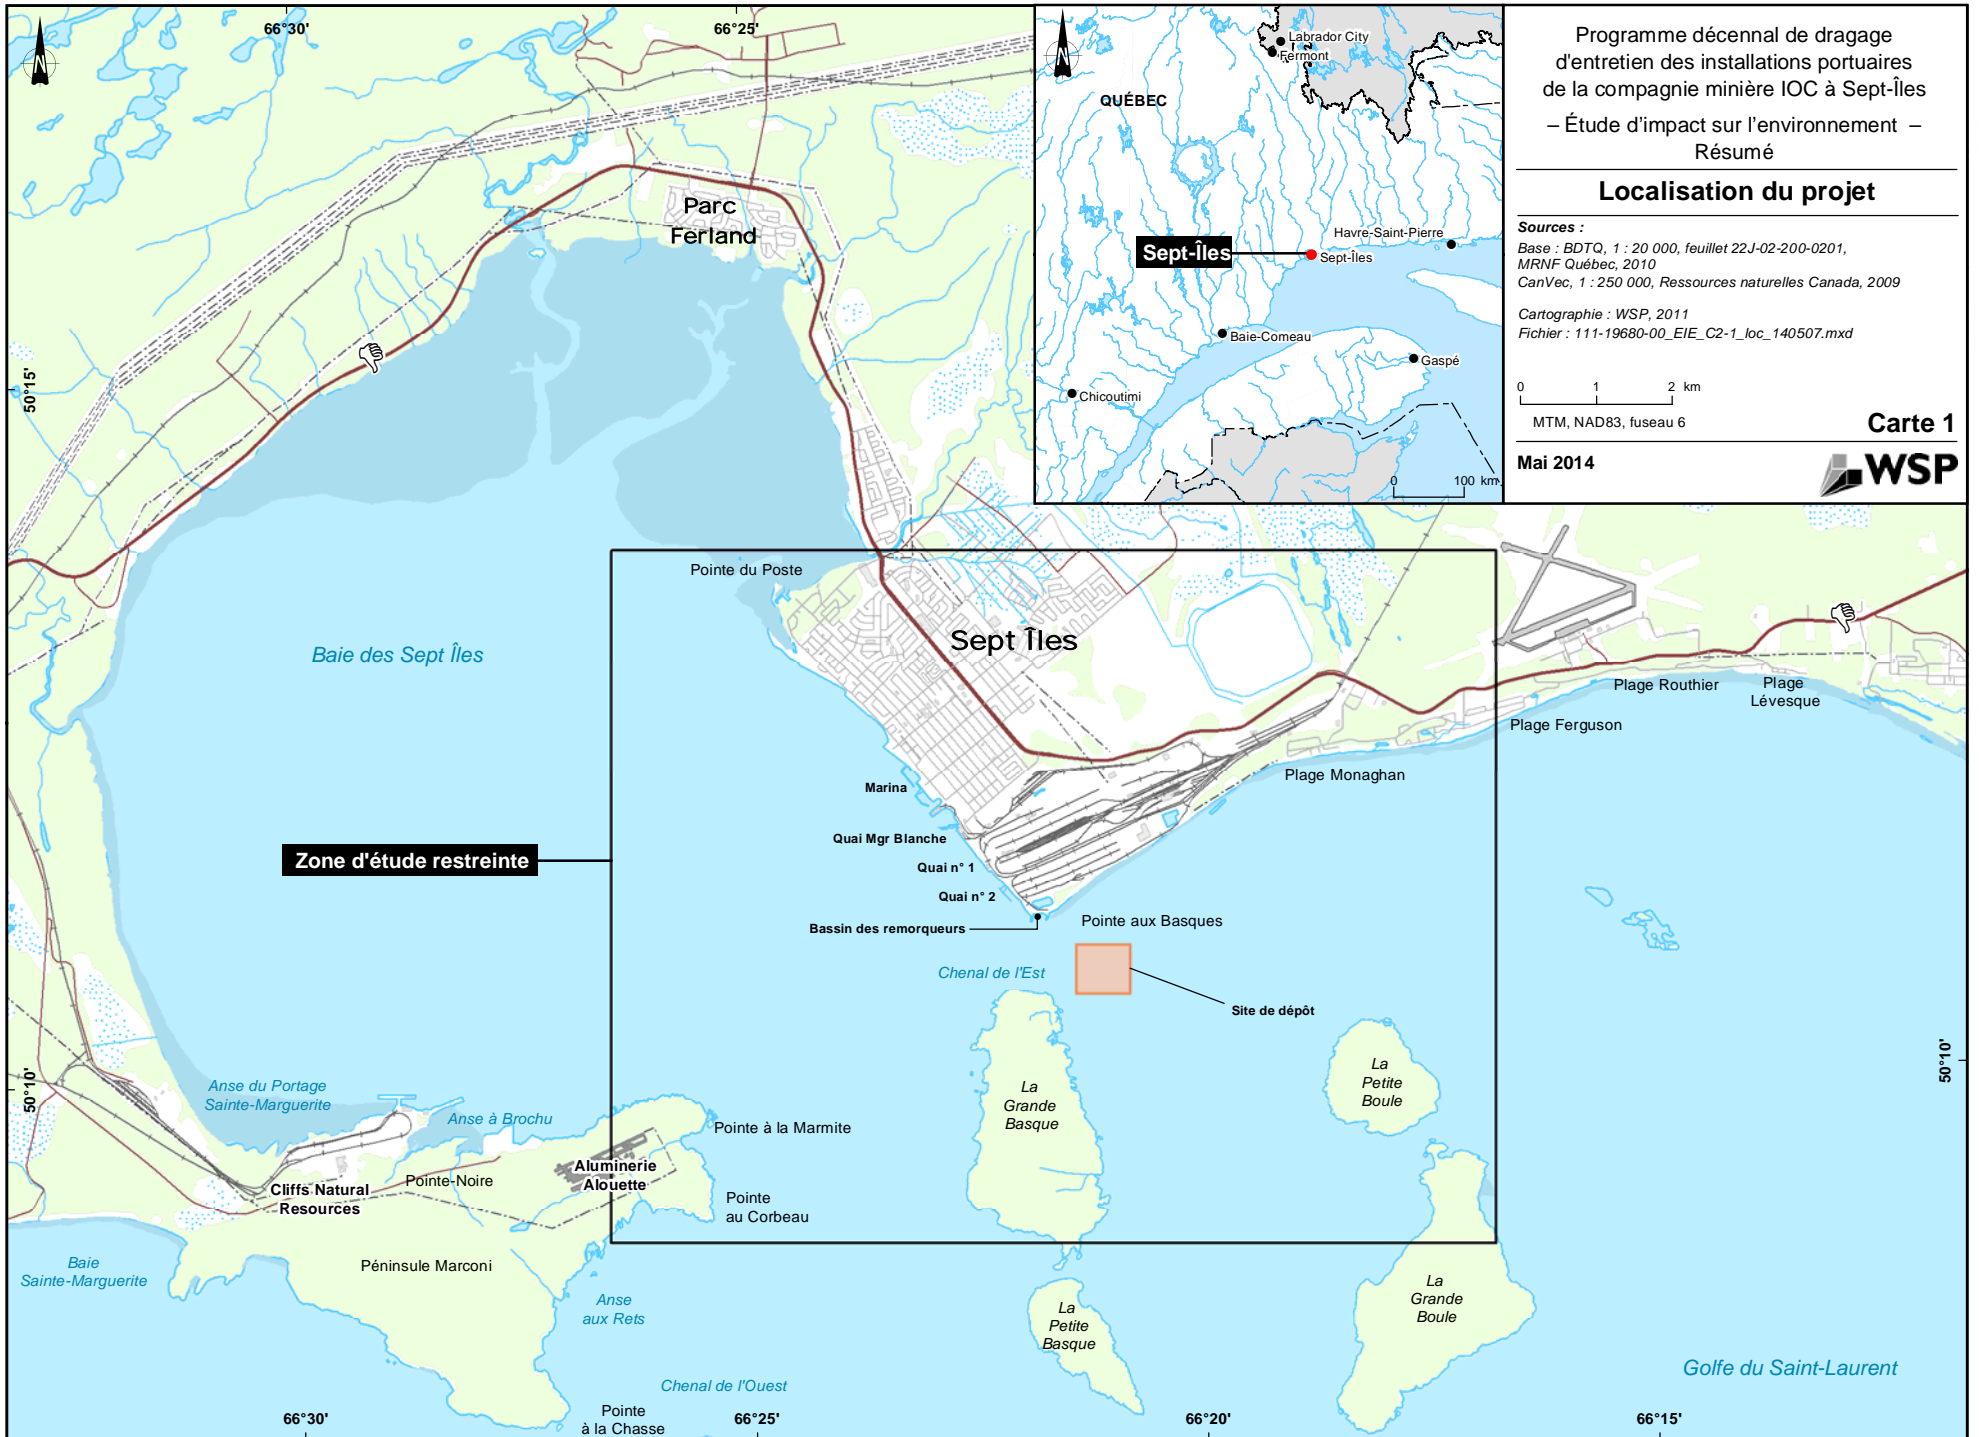 66°30'
66°25'
Parc
Ferland
50°15'
Labrador City
Fermont
QUÉBEC
Havre-Saint-Pierre
Sept-Îles
Sept-Îles
Baie-Comeau
Gaspé
Chicoutimi
0 100 km
Programme décennal de dragage
d'entretien des installations portuaires
de la compagnie minière IOC à Sept-Îles
– Étude d'impact sur l'environnement –
Résumé
Localisation du projet
Sources :
Base : BDTQ, 1 : 20 000, feuillet 22J-02-200-0201,
MRNF Québec, 2010
CanVec, 1 : 250 000, Ressources naturelles Canada, 2009
Cartographie : WSP, 2011
Fichier : 111-19680-00_EIE_C2-1_loc_140507.mxd
0 1 2 km
MTM, NAD83, fuseau 6
Carte 1
Mai 2014
WSP
Pointe du Poste
Baie des Sept Îles
Sept Îles
Plage Routhier
Plage
Lévesque
Plage Ferguson
Plage Monaghan
Marina
Quai Mgr Blanche
Zone d'étude restreinte
Quai n° 1
Quai n° 2
Bassin des remorqueurs
Pointe aux Basques
Chenal de l'Est
Site de dépôt
50°10'
50°10'
Anse du Portage
Sainte-Marguerite
Anse à Brochu
La
Grande
Basque
La
Petite
Boule
Pointe à la Marmite
Aluminerie
Alouette
Pointe-Noire
Cliffs Natural
Resources
Pointe
au Corbeau
Baie
Sainte-Marguerite
Péninsule Marconi
Anse
aux Rets
La
Petite
Basque
La
Grande
Boule
Golfe du Saint-Laurent
Chenal de l'Ouest
Pointe
à la Chasse
66°30'
66°25'
66°20'
66°15'